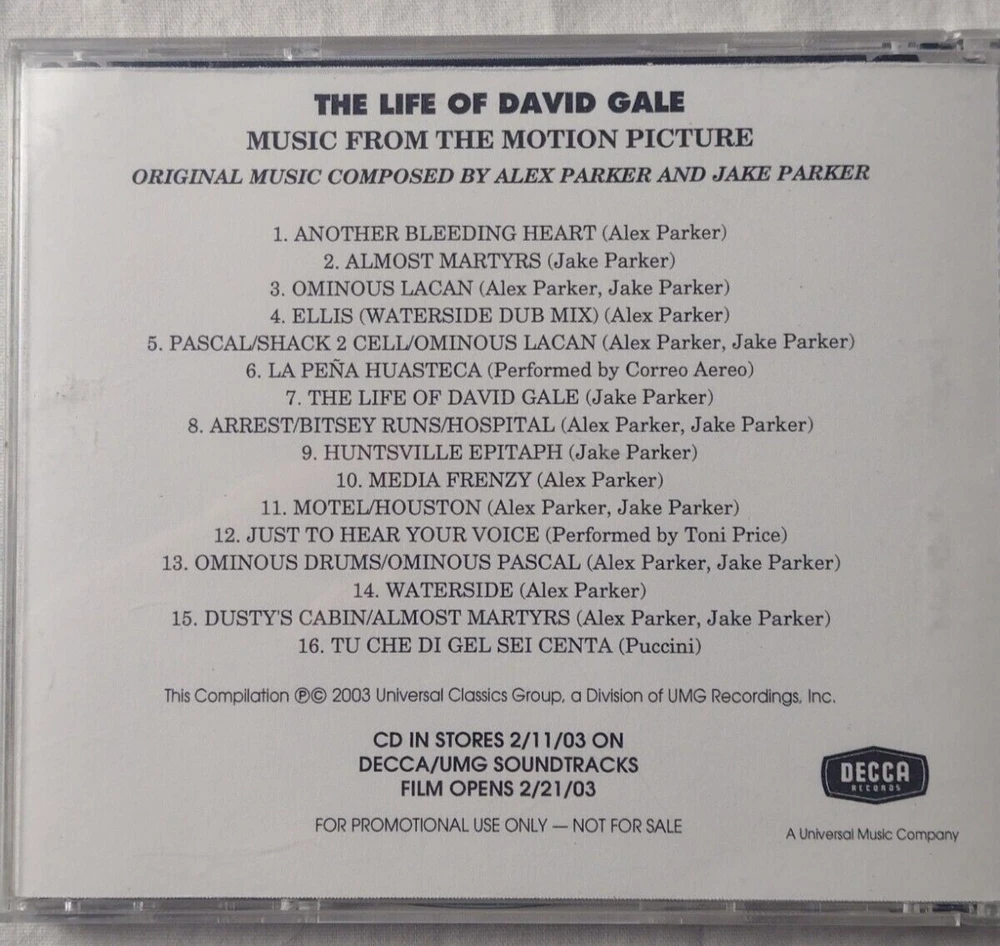 THE LIFE OF DAVID GALE
MUSIC FROM THE MOTION PICTURE
ORIGINAL MUSIC COMPOSED BY ALEX PARKER AND JAKE PARKER
1. ANOTHER BLEEDING HEART (Alex Parker)
2. ALMOST MARTYRS (Jake Parker)
3. OMINOUS LACAN (Alex Parker, Jake Parker)
4. ELLIS (WATERSIDE DUB MIX) (Alex Parker)
5. PASCAL/SHACK 2 CELL/OMINOUS LACAN (Alex Parker, Jake Parker)
6. LA PEÑA HUASTECA (Performed by Correo Aereo)
7. THE LIFE OF DAVID GALE (Jake Parker)
8. ARREST/BITSEY RUNS/HOSPITAL (Alex Parker, Jake Parker)
9. HUNTSVILLE EPITAPH (Jake Parker)
10. MEDIA FRENZY (Alex Parker)
11. MOTEL/HOUSTON (Alex Parker, Jake Parker)
12. JUST TO HEAR YOUR VOICE (Performed by Toni Price)
13. OMINOUS DRUMS/OMINOUS PASCAL (Alex Parker, Jake Parker)
14. WATERSIDE (Alex Parker)
15. DUSTY'S CABIN/ALMOST MARTYRS (Alex Parker, Jake Parker)
16. TU CHE DI GEL SEI CENTA (Puccini)
This Compilation ℗© 2003 Universal Classics Group, a Division of UMG Recordings, Inc.
CD IN STORES 2/11/03 ON
DECCA/UMG SOUNDTRACKS
FILM OPENS 2/21/03
FOR PROMOTIONAL USE ONLY — NOT FOR SALE
DECCA
RECORDS
A Universal Music Company